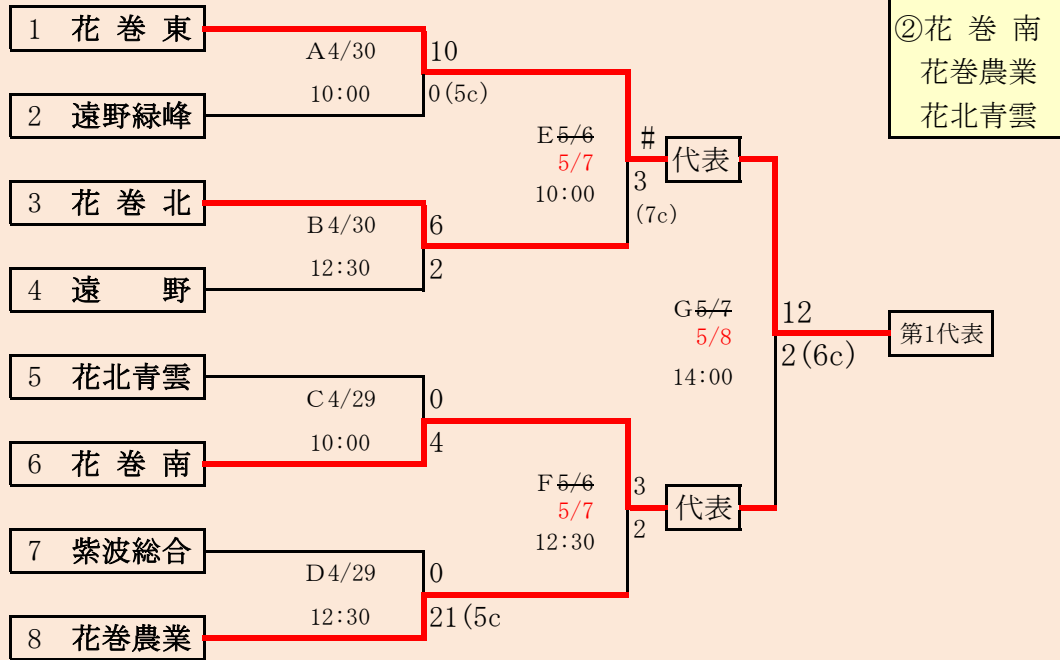 1 花 巻 東
A4/30
10:00
10
0(5c)
2 遠野緑峰
3 花 巻 北
B4/30
12:30
6
2
4 遠 野
E5/6
5/7
10:00
#
3
(7c)
代表
5 花北青雲
C4/29
10:00
0
4
6 花 巻 南
7 紫波総合
D4/29
12:30
0
21(5c
8 花巻農業
F5/6
5/7
12:30
3
2
代表
G5/7
5/8
14:00
12
2(6c)
第1代表
②花 巻 南
花巻農業
花北青雲